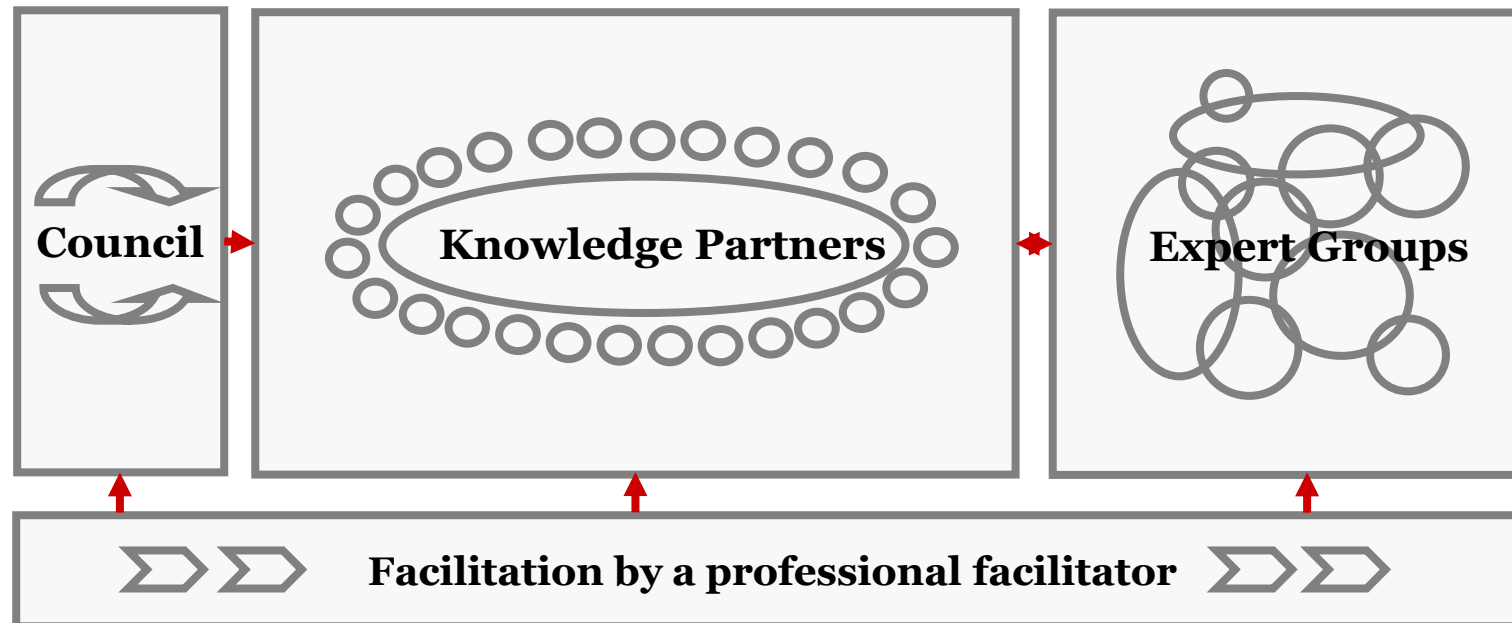 Council
Knowledge Partners
Expert Groups
Facilitation by a professional facilitator